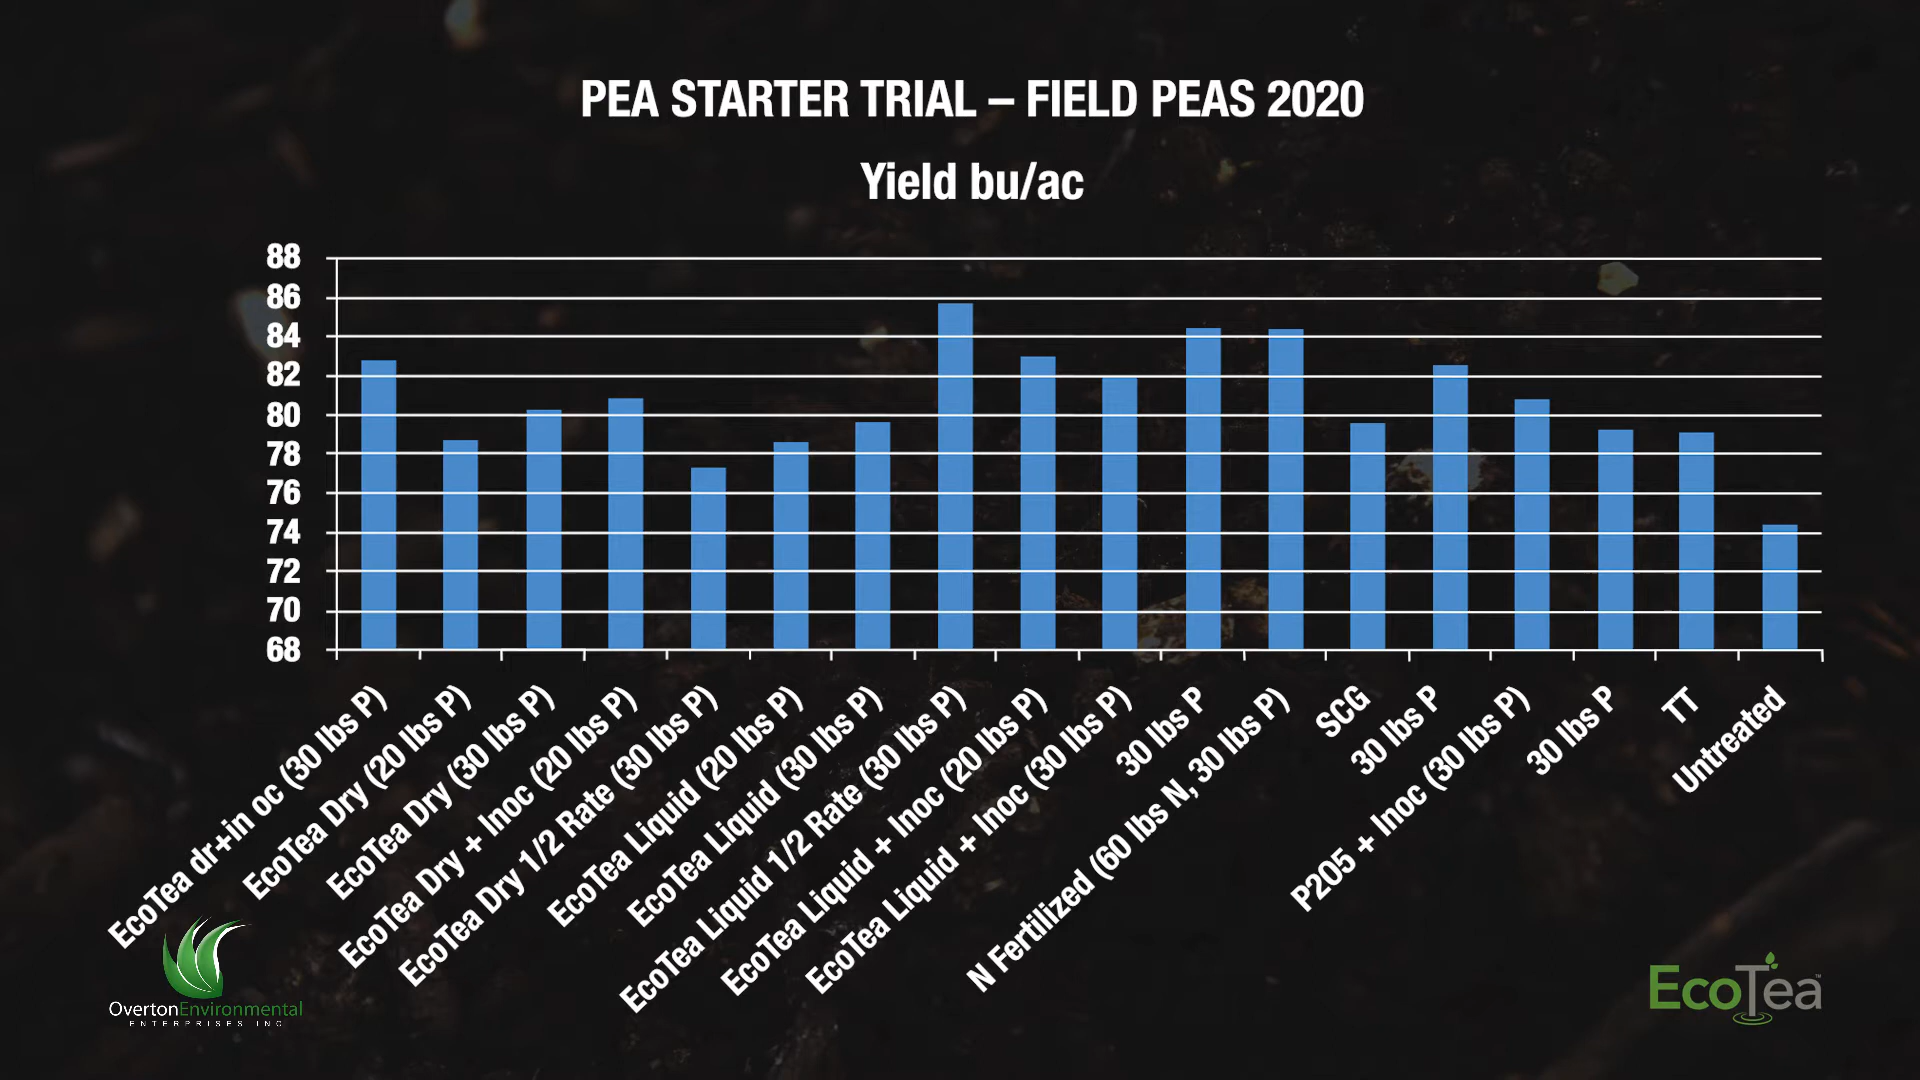 PEA STARTER TRIAL – FIELD PEAS 2020
Yield bu/ac
88
86
84
82
80
78
76
74
72
70
68
EcoTea dr+in oc (30 lbs P)
EcoTea Dry (20 lbs P)
EcoTea Dry (30 lbs P)
EcoTea Dry + Inoc (20 lbs P)
EcoTea Dry 1/2 Rate (30 lbs P)
EcoTea Liquid (20 lbs P)
EcoTea Liquid (30 lbs P)
EcoTea Liquid 1/2 Rate (30 lbs P)
EcoTea Liquid + Inoc (20 lbs P)
EcoTea Liquid + Inoc (30 lbs P)
30 lbs P
N Fertilized (60 lbs N, 30 lbs P)
SCG
30 lbs P
P2O5 + Inoc (30 lbs P)
30 lbs P
TT
Untreated
OvertonEnvironmental
ENTERPRISES INC
EcoTea™